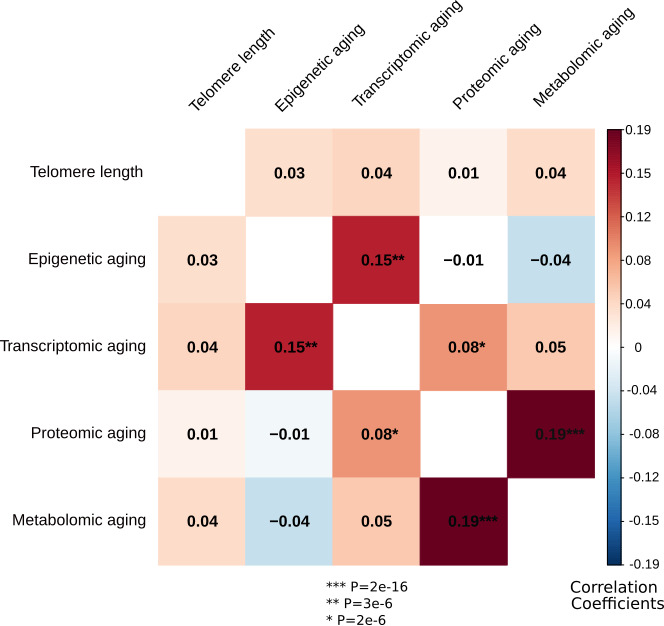 Telomere length
Epigenetic aging
Transcriptomic aging
Proteomic aging
Metabolomic aging
Telomere length 0.03 0.04 0.01 0.04
Epigenetic aging 0.03 0.15** −0.01 −0.04
Transcriptomic aging 0.04 0.15** 0.08* 0.05
Proteomic aging 0.01 −0.01 0.08* 0.19***
Metabolomic aging 0.04 −0.04 0.05 0.19***
0.19
0.15
0.12
0.08
0.04
0
-0.04
-0.08
-0.12
-0.15
-0.19
*** P=2e-16
** P=3e-6
* P=2e-6
Correlation
Coefficients